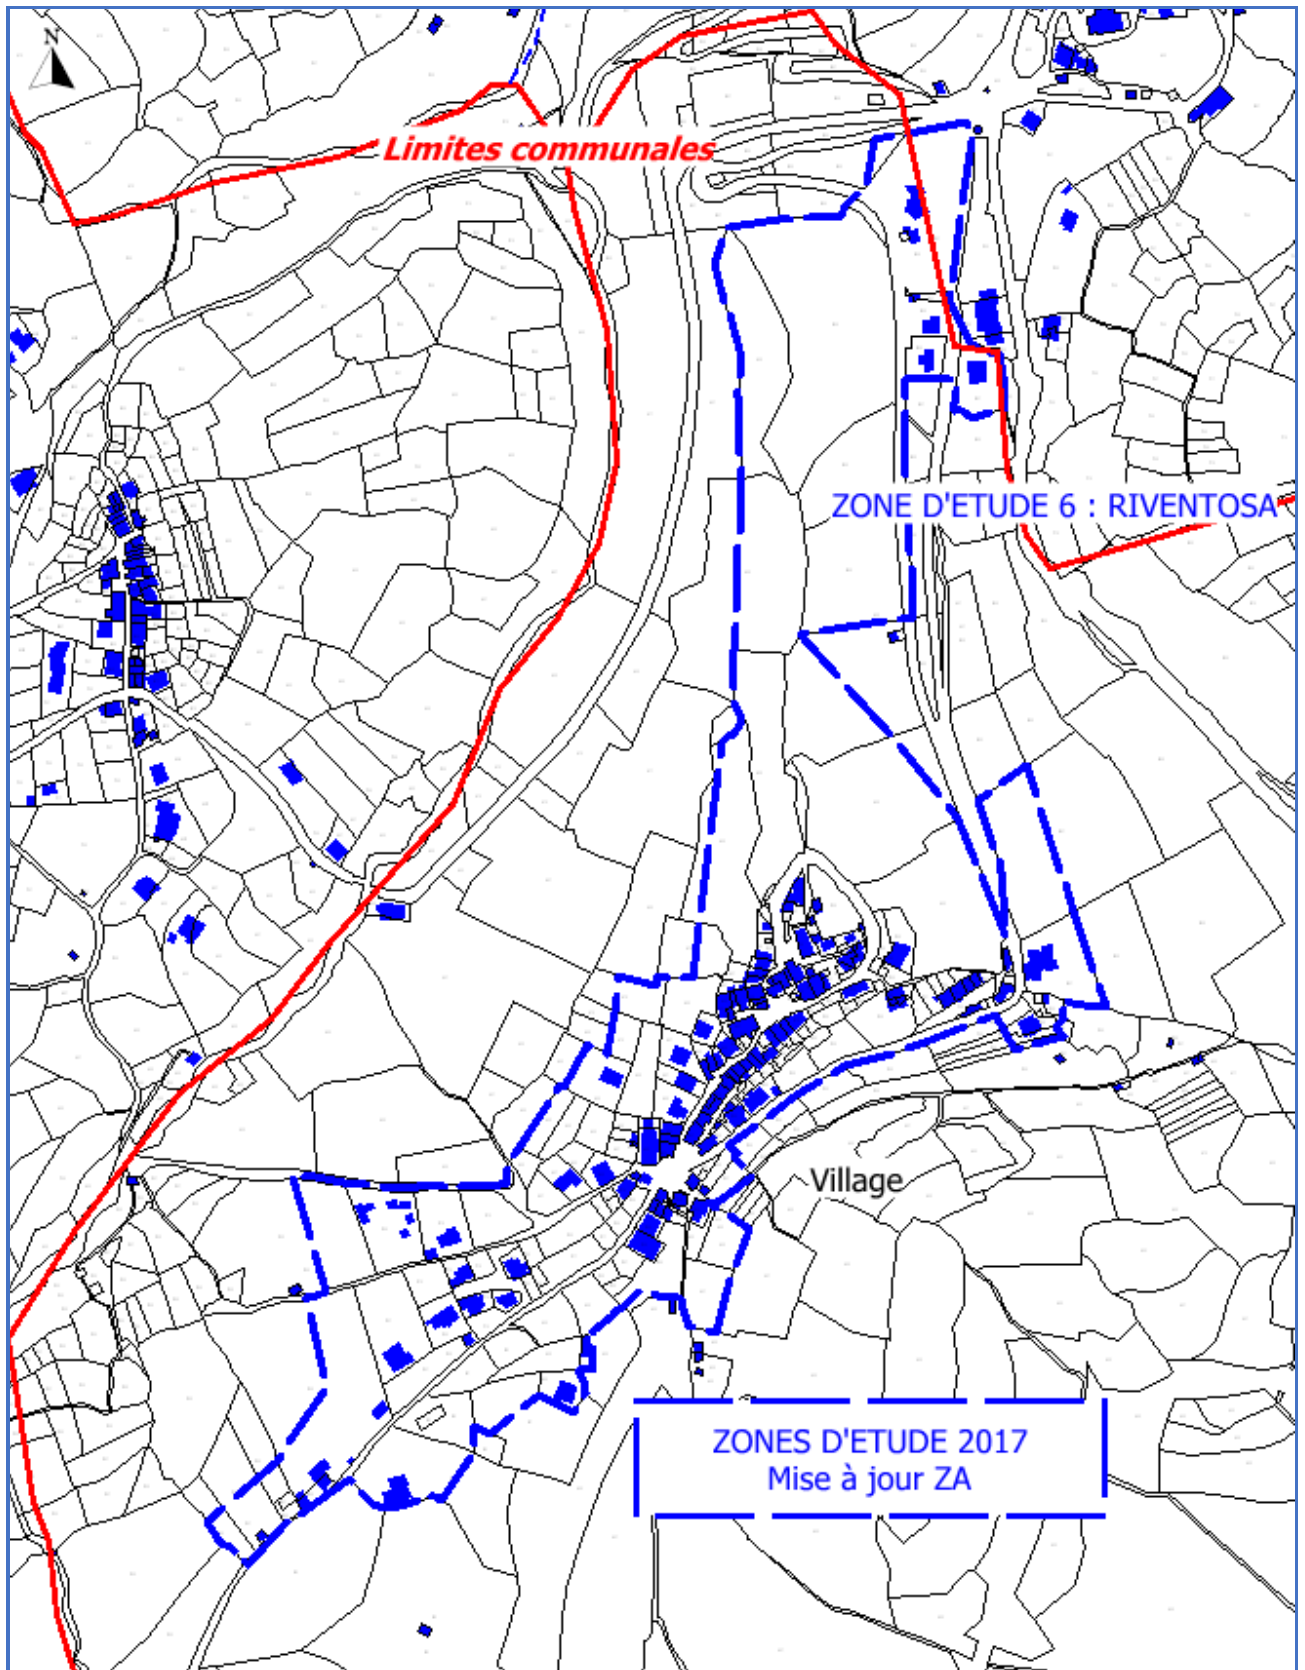 N
Limites communales
ZONE D'ETUDE 6 : RIVENTOSA
Village
ZONES D'ETUDE 2017
Mise à jour ZA